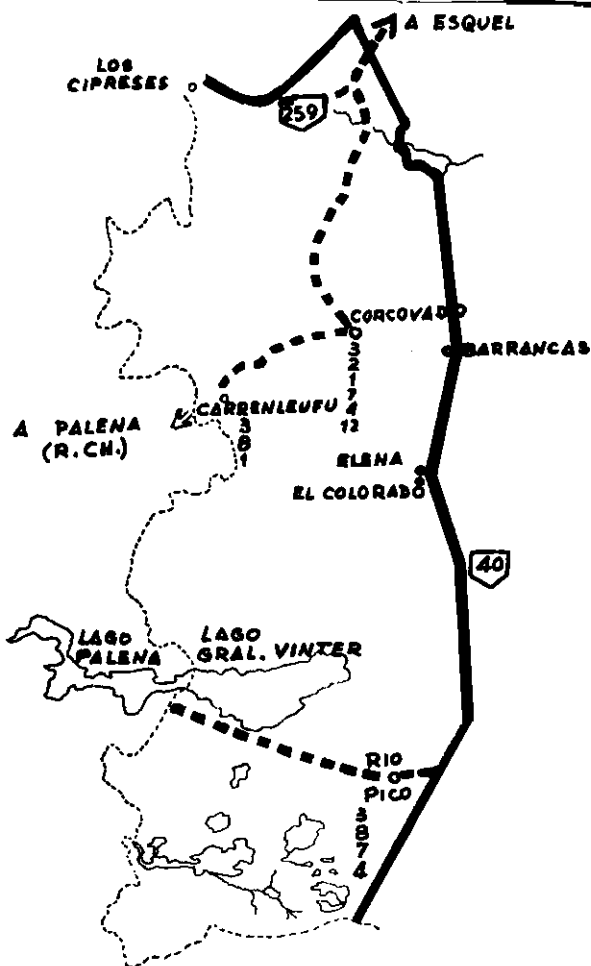 A ESQUEL
LOS
CIPRESES
259
CORCOVADO
3
2
1
7
4
12
BARRANCAS
CARRENLEUFU
3
8
1
A PALENA
(R. CH.)
ELENA
EL COLORADO
40
LAGO
PALENA
LAGO
GRAL. VINTER
RIO
PICO
3
8
7
4